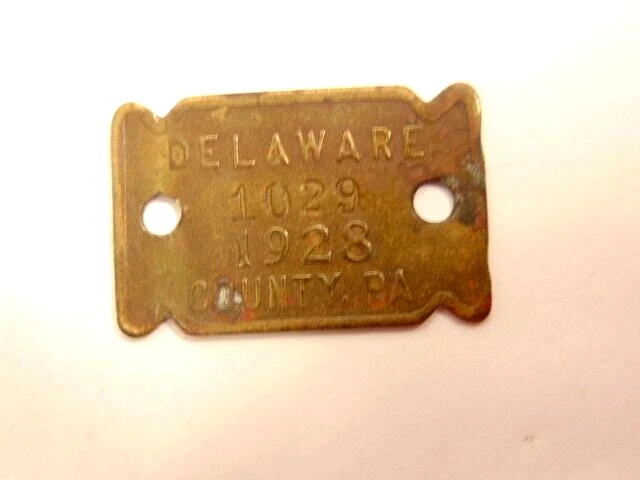 DELAWARE
1029
1928
COUNTY, PA